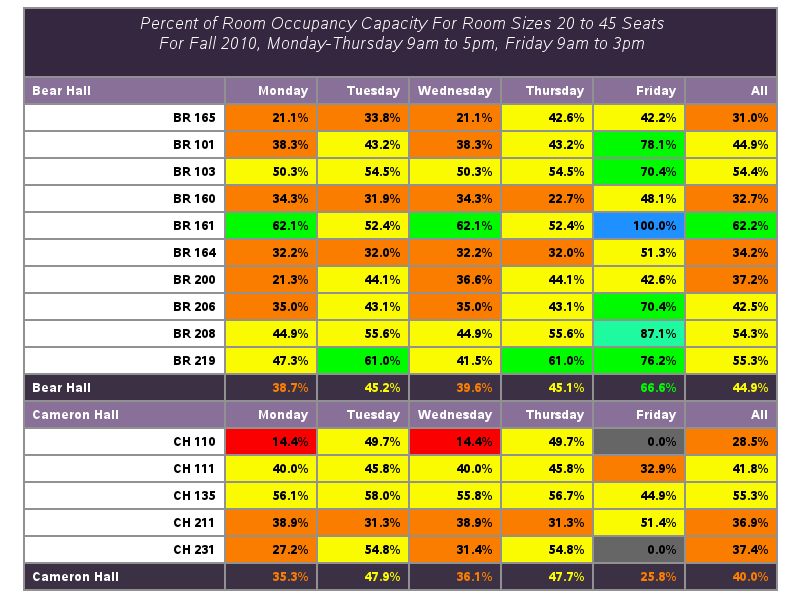 Percent of Room Occupancy Capacity For Room Sizes 20 to 45 Seats
For Fall 2010, Monday-Thursday 9am to 5pm, Friday 9am to 3pm
Bear Hall Monday Tuesday Wednesday Thursday Friday All
BR 165 21.1% 33.8% 21.1% 42.6% 42.2% 31.0%
BR 101 38.3% 43.2% 38.3% 43.2% 78.1% 44.9%
BR 103 50.3% 54.5% 50.3% 54.5% 70.4% 54.4%
BR 160 34.3% 31.9% 34.3% 22.7% 48.1% 32.7%
BR 161 62.1% 52.4% 62.1% 52.4% 100.0% 62.2%
BR 164 32.2% 32.0% 32.2% 32.0% 51.3% 34.2%
BR 200 21.3% 44.1% 36.6% 44.1% 42.6% 37.2%
BR 206 35.0% 43.1% 35.0% 43.1% 70.4% 42.5%
BR 208 44.9% 55.6% 44.9% 55.6% 87.1% 54.3%
BR 219 47.3% 61.0% 41.5% 61.0% 76.2% 55.3%
Bear Hall 38.7% 45.2% 39.6% 45.1% 66.6% 44.9%
Cameron Hall Monday Tuesday Wednesday Thursday Friday All
CH 110 14.4% 49.7% 14.4% 49.7% 0.0% 28.5%
CH 111 40.0% 45.8% 40.0% 45.8% 32.9% 41.8%
CH 135 56.1% 58.0% 55.8% 56.7% 44.9% 55.3%
CH 211 38.9% 31.3% 38.9% 31.3% 51.4% 36.9%
CH 231 27.2% 54.8% 31.4% 54.8% 0.0% 37.4%
Cameron Hall 35.3% 47.9% 36.1% 47.7% 25.8% 40.0%